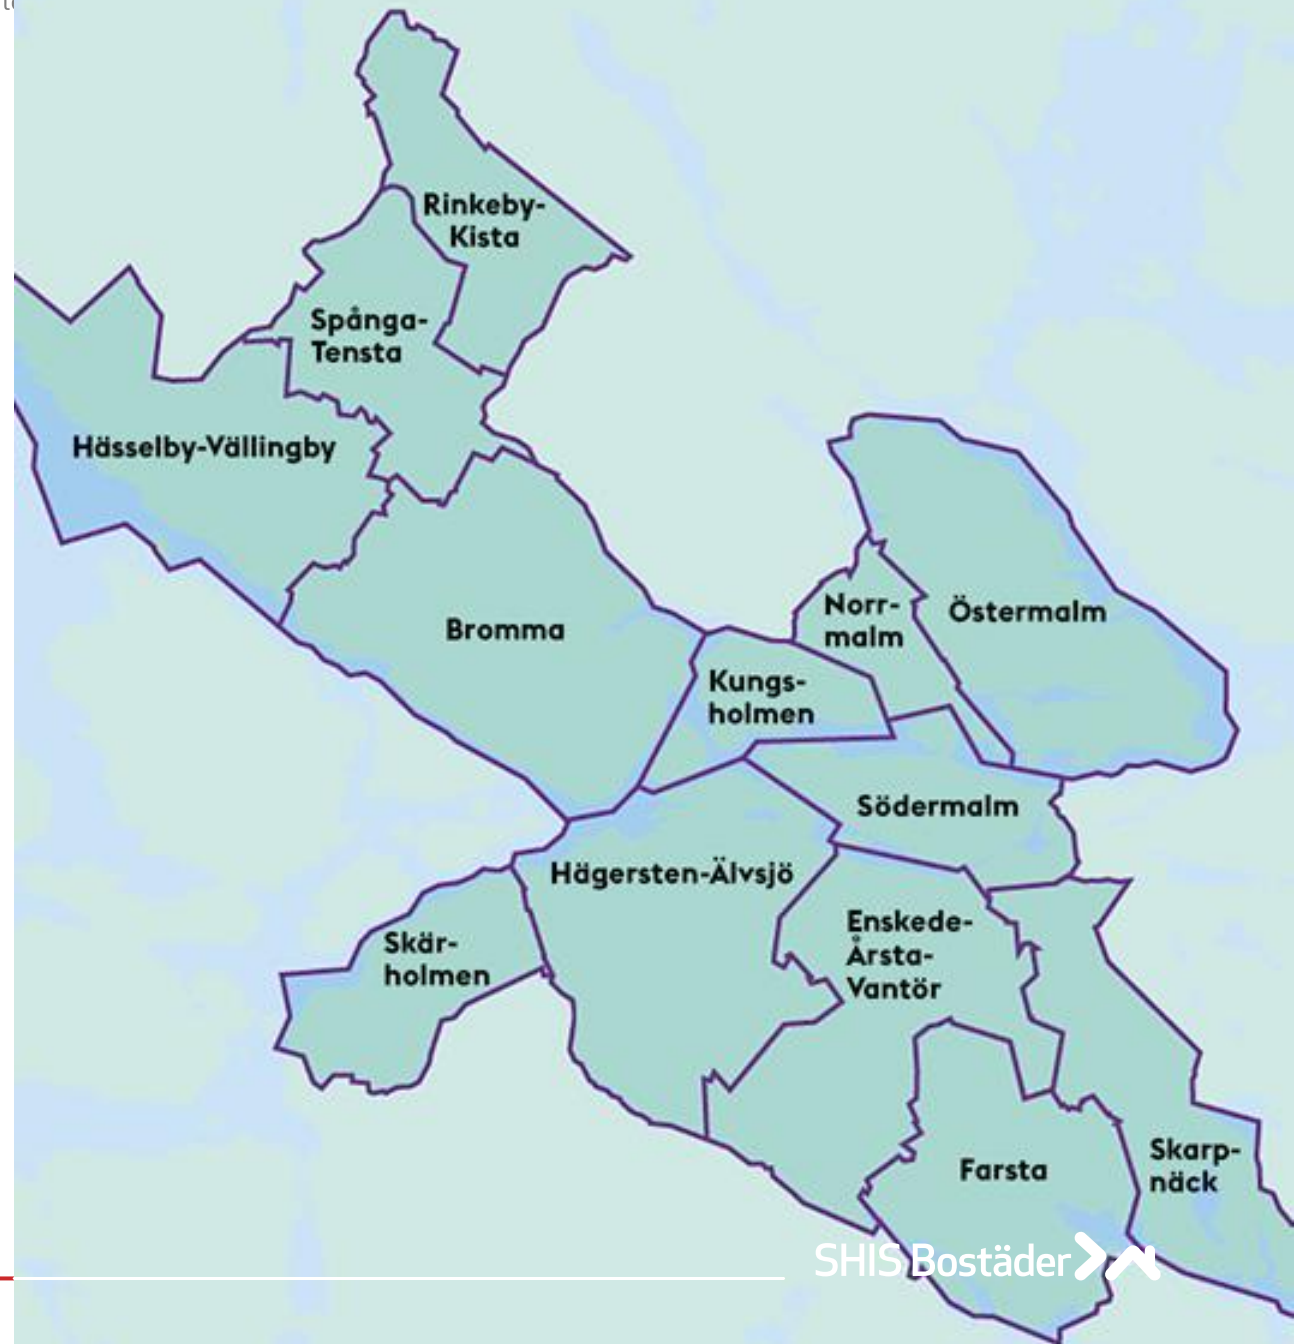 Rinkeby-
Kista
Spånga-
Tensta
Hässelby-Vällingby
Bromma
Norr-
malm
Östermalm
Kungs-
holmen
Södermalm
Hägersten-Älvsjö
Enskede-
Årsta-
Vantör
Skär-
holmen
Farsta
Skarp-
näck
SHIS Bostäder